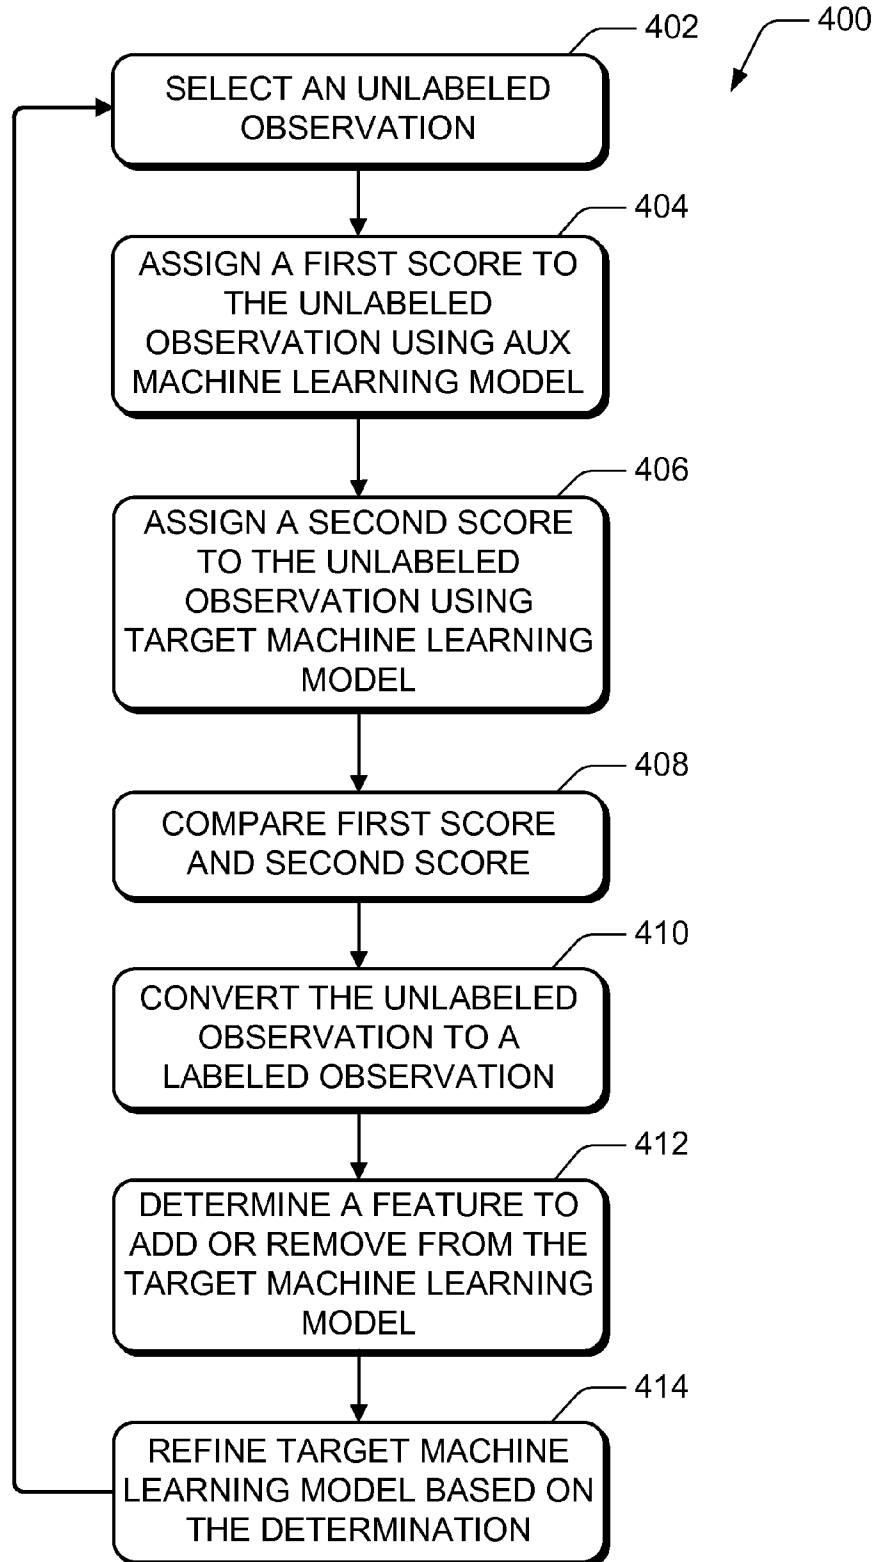 400
402
SELECT AN UNLABELED
OBSERVATION
404
ASSIGN A FIRST SCORE TO
THE UNLABELED
OBSERVATION USING AUX
MACHINE LEARNING MODEL
406
ASSIGN A SECOND SCORE
TO THE UNLABELED
OBSERVATION USING
TARGET MACHINE LEARNING
MODEL
408
COMPARE FIRST SCORE
AND SECOND SCORE
410
CONVERT THE UNLABELED
OBSERVATION TO A
LABELED OBSERVATION
412
DETERMINE A FEATURE TO
ADD OR REMOVE FROM THE
TARGET MACHINE LEARNING
MODEL
414
REFINE TARGET MACHINE
LEARNING MODEL BASED ON
THE DETERMINATION